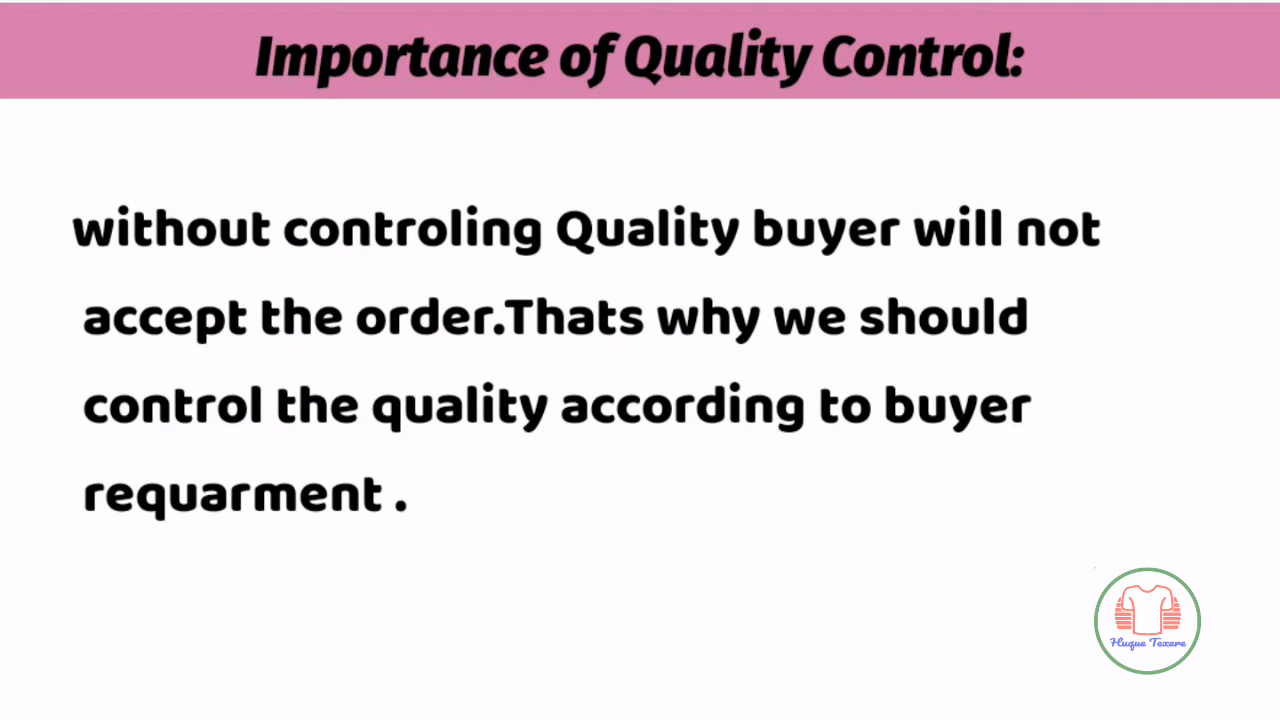 Importance of Quality Control:
without controling Quality buyer will not
accept the order.Thats why we should
control the quality according to buyer
requarment .
Huque Texere